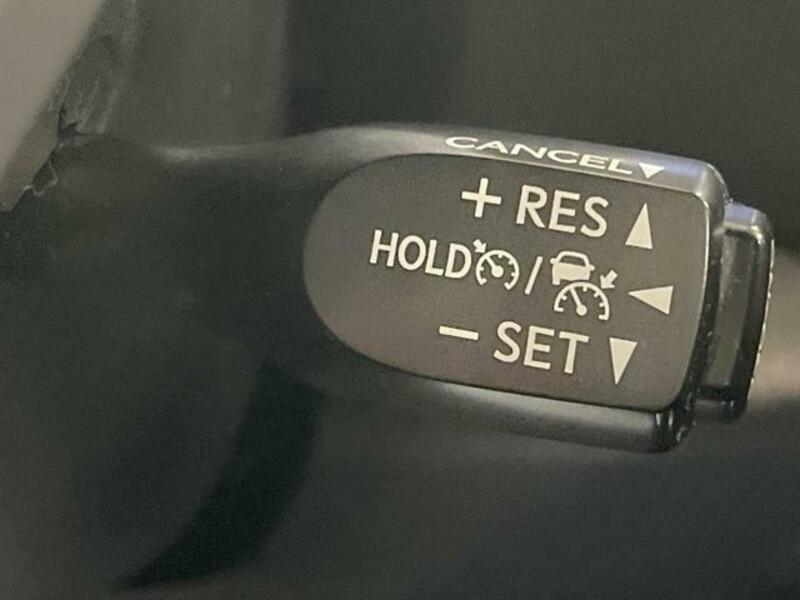 CANCEL
+ RES
HOLD /
- SET